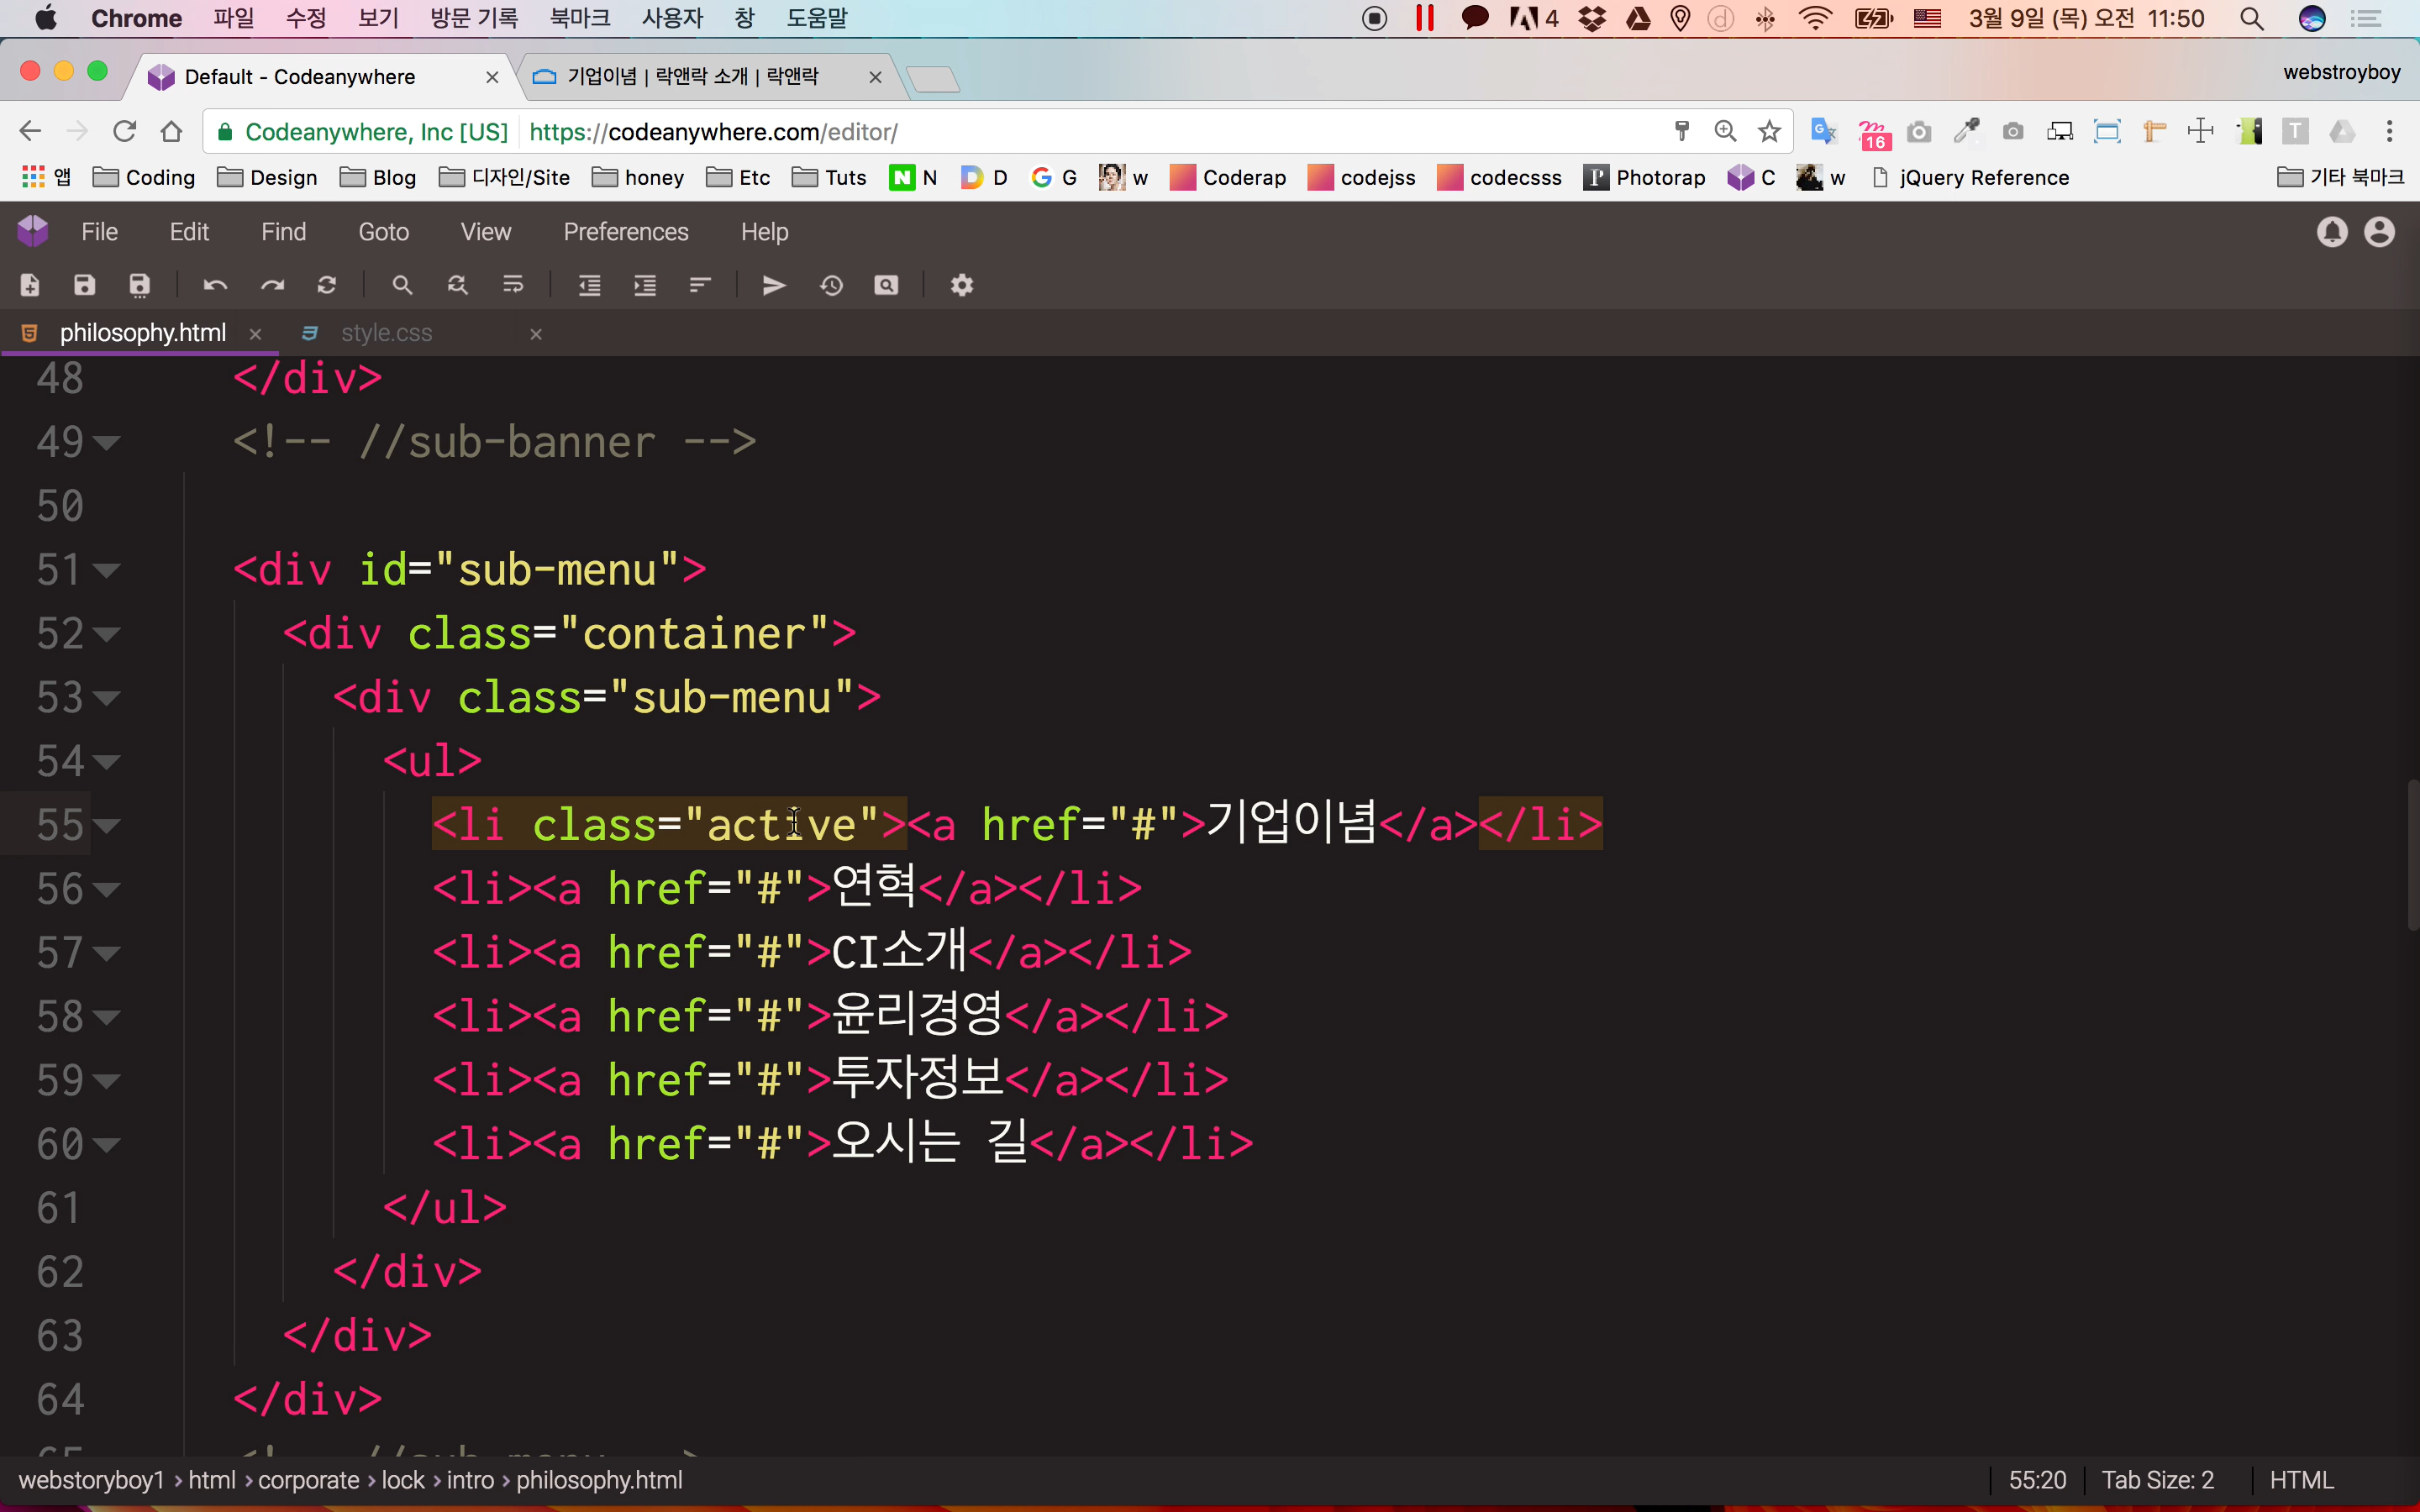 Chrome 파일 수정 보기 방문 기록 북마크 사용자 창 도움말 4 3월 9일 (목) 오전 11:50
Default - Codeanywhere 기업이념 | 락앤락 소개 | 락앤락 webstroyboy
Codeanywhere, Inc [US] https://codeanywhere.com/editor/ 16
앱 Coding Design Blog 디자인/Site honey Etc Tuts N D G w Coderap codejss codecsss Photorap C w jQuery Reference 기타 북마크
File Edit Find Goto View Preferences Help
philosophy.html style.css
48 </div>
49 <!-- //sub-banner -->
50
51 <div id="sub-menu">
52 <div class="container">
53 <div class="sub-menu">
54 <ul>
55 <li class="active"><a href="#">기업이념</a></li>
56 <li><a href="#">연혁</a></li>
57 <li><a href="#">CI소개</a></li>
58 <li><a href="#">윤리경영</a></li>
59 <li><a href="#">투자정보</a></li>
60 <li><a href="#">오시는 길</a></li>
61 </ul>
62 </div>
63 </div>
64 </div>
webstoryboy1 > html > corporate > lock > intro > philosophy.html 55:20 Tab Size: 2 HTML